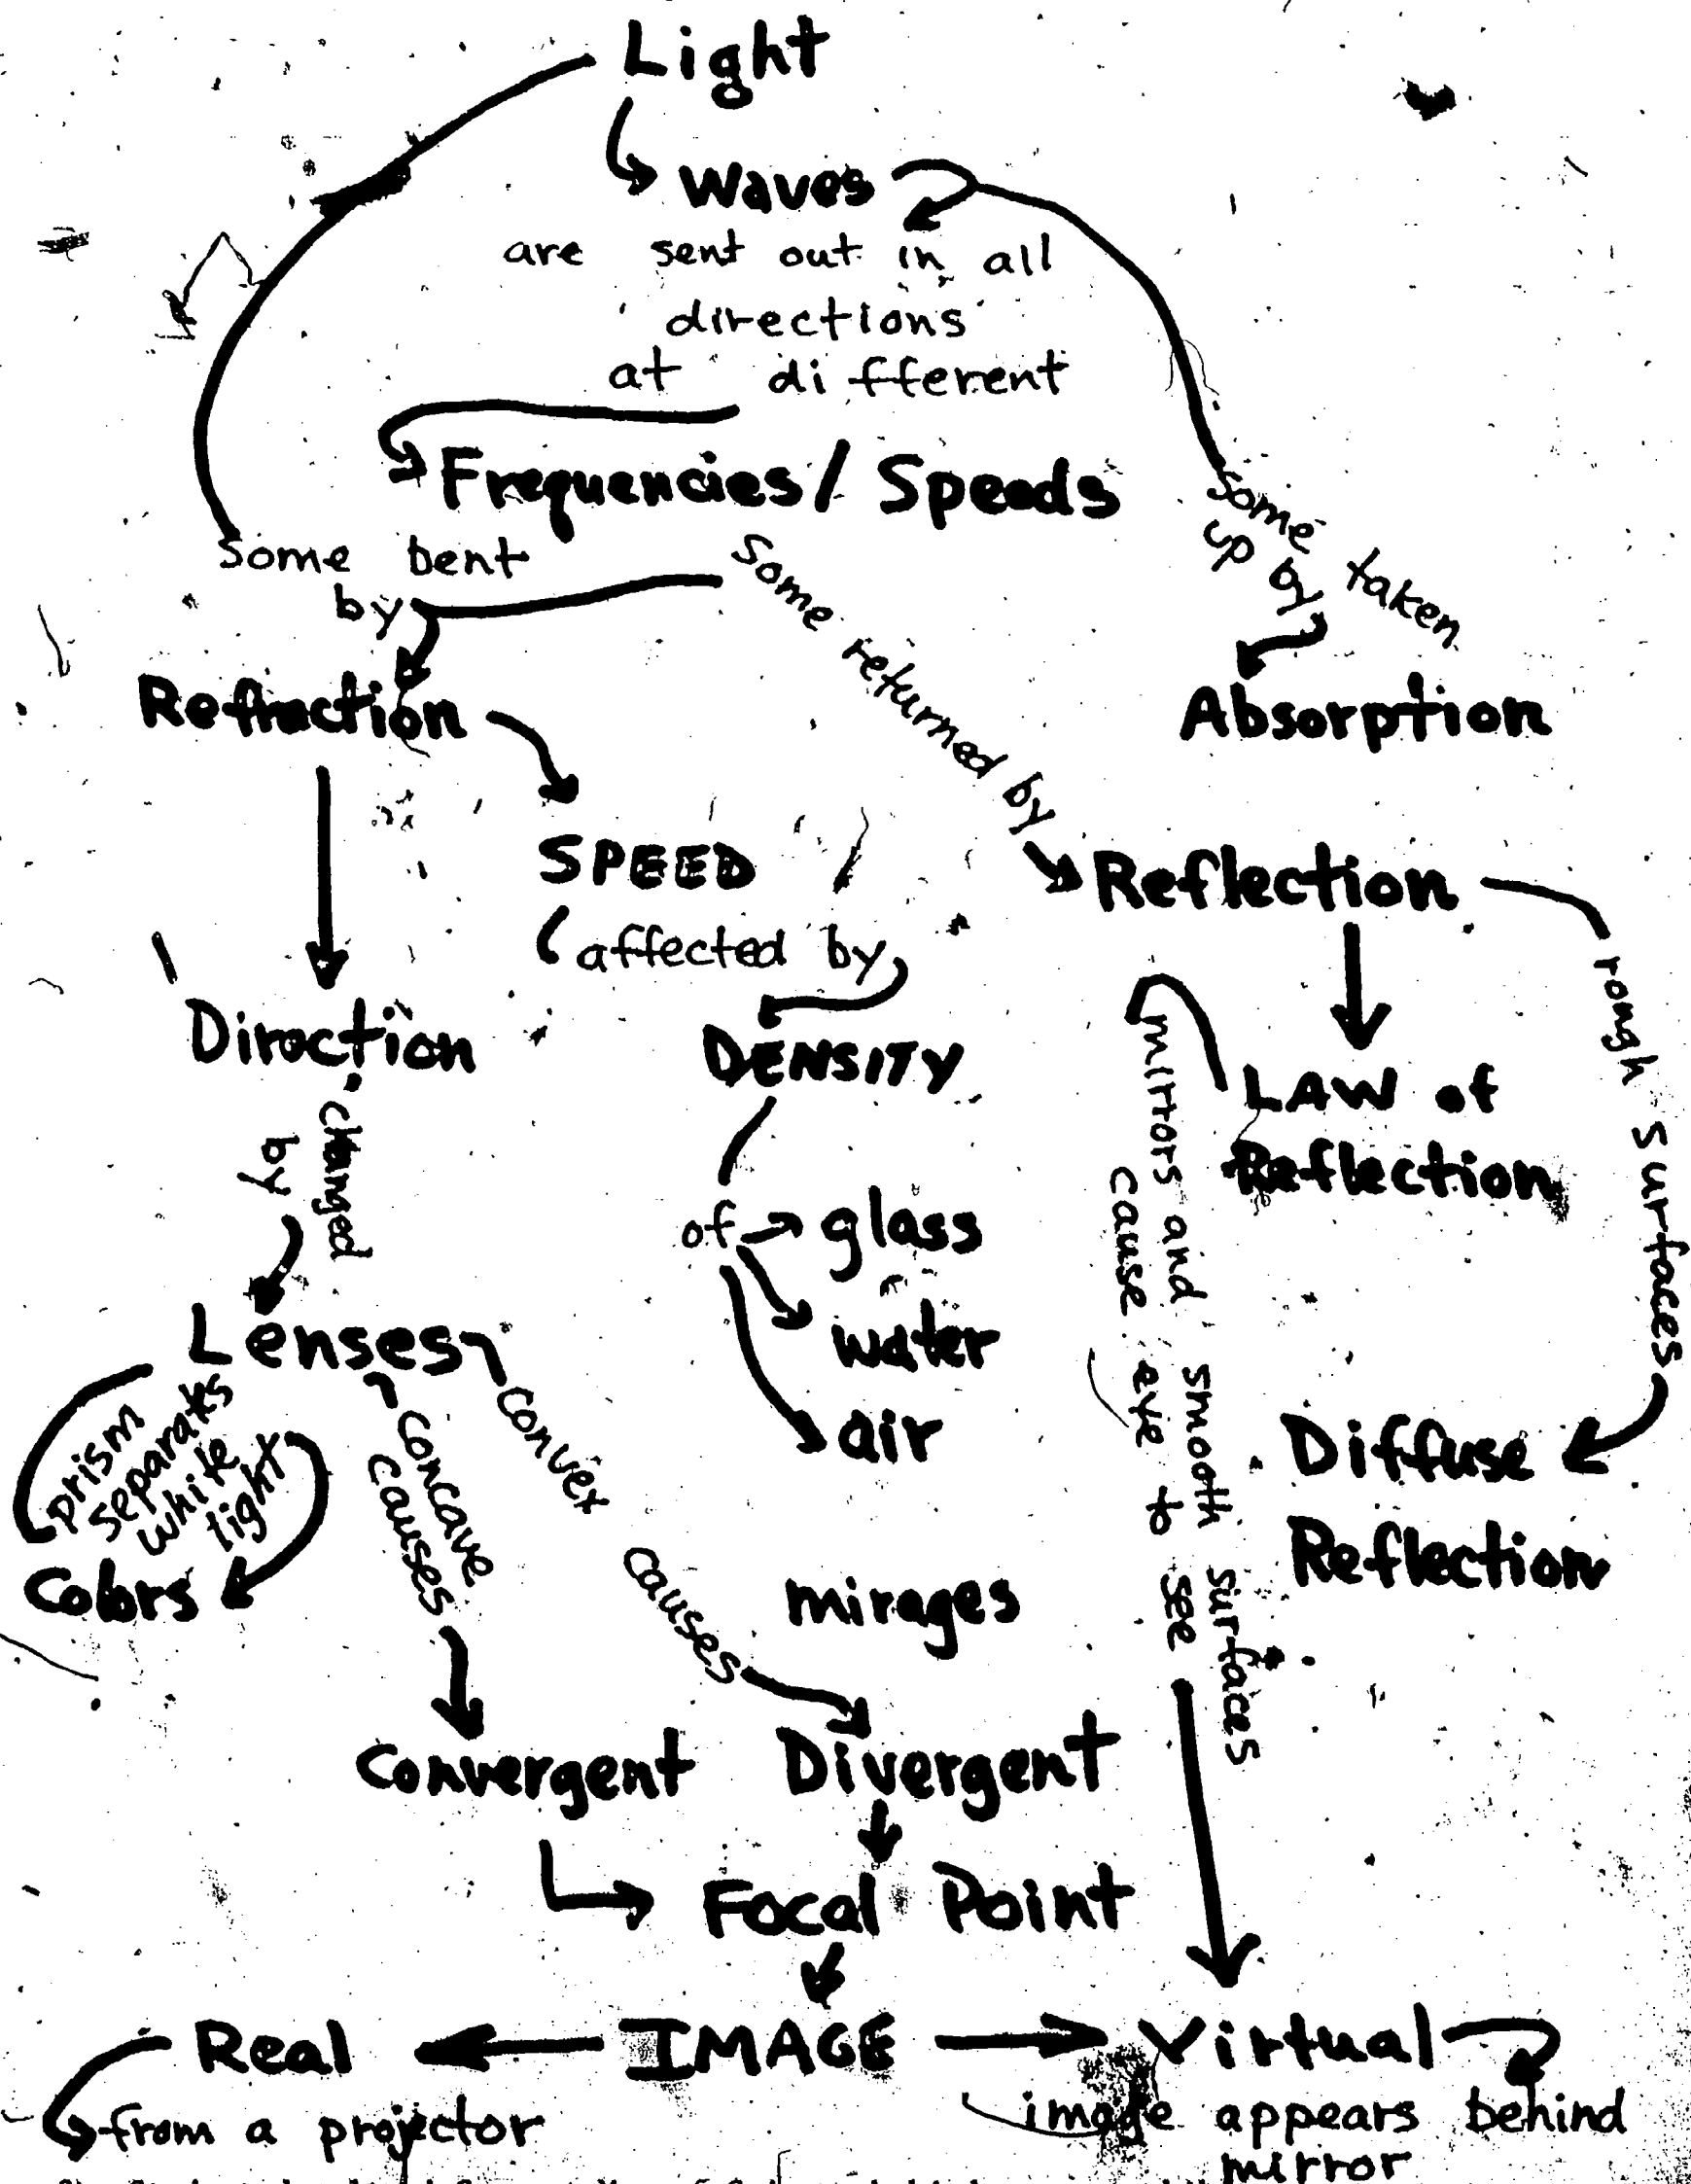 Light
Waves
are sent out in all
directions
at different
Frequencies/ Speeds
Some bent
by
Some returned by
Some taken
up by
Refraction
Absorption
SPEED
affected by
Reflection
rough surfaces
Direction
DENSITY
mirrors and smooth surfaces
cause eye to see
LAW of
Reflection
changed
by
of
glass
water
air
Lenses
prism
separates
white
light
Colors
Concave
causes
Convex causes
mirages
Diffuse
Reflection
Convergent
Divergent
Focal Point
Real
IMAGE
Virtual
from a projector
image appears behind
mirror